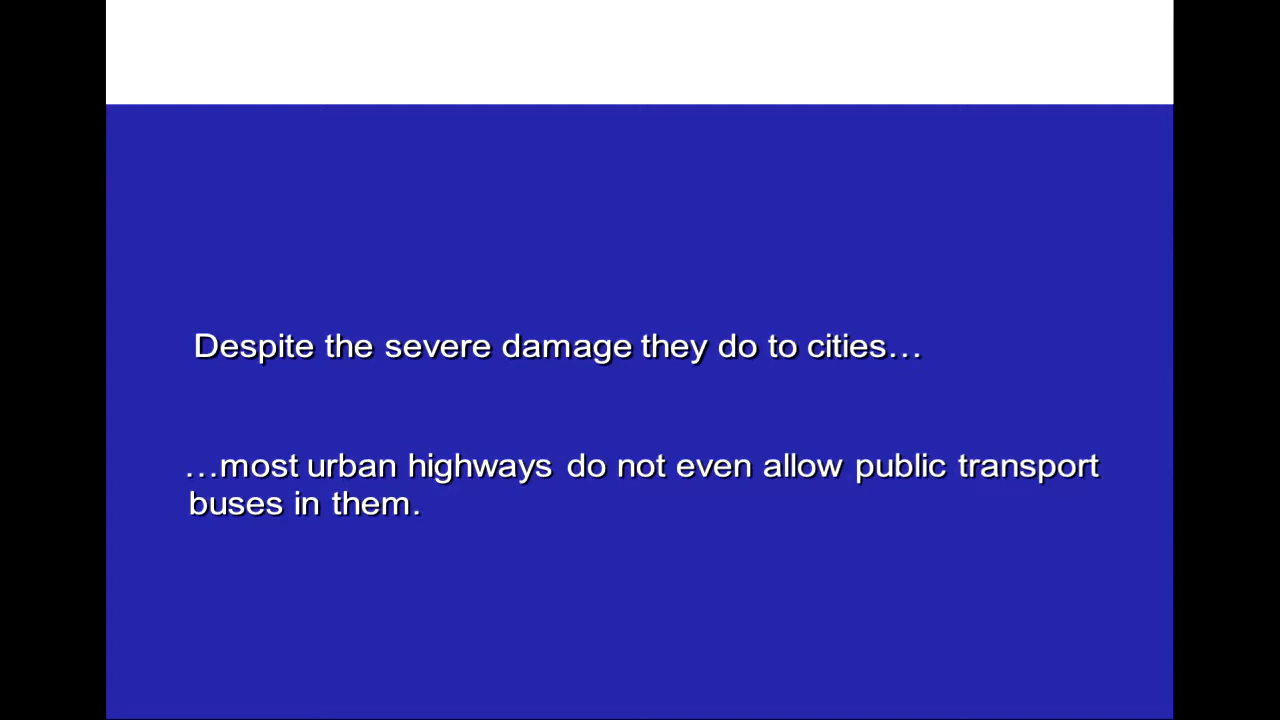 Despite the severe damage they do to cities…
…most urban highways do not even allow public transport
buses in them.